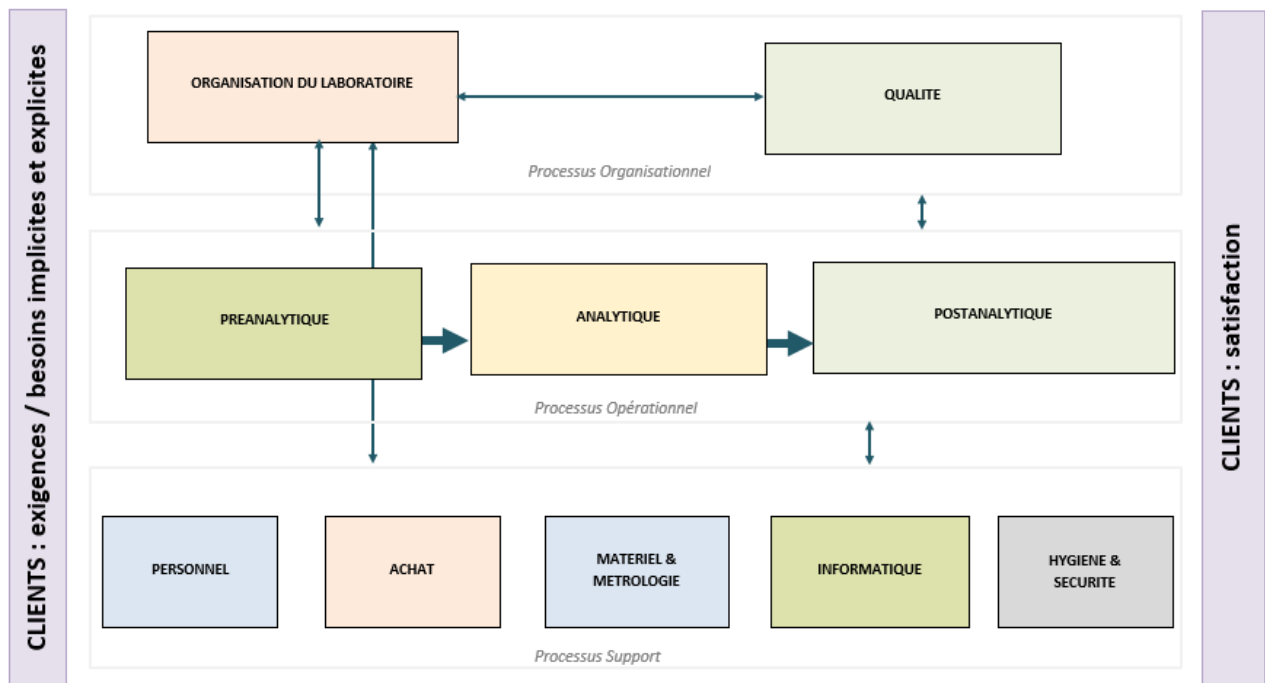 CLIENTS : exigences / besoins implicites et explicites
ORGANISATION DU LABORATOIRE
QUALITE
Processus Organisationnel
PREANALYTIQUE
ANALYTIQUE
POSTANALYTIQUE
Processus Opérationnel
PERSONNEL
ACHAT
MATERIEL &
METROLOGIE
INFORMATIQUE
HYGIENE &
SECURITE
Processus Support
CLIENTS : satisfaction